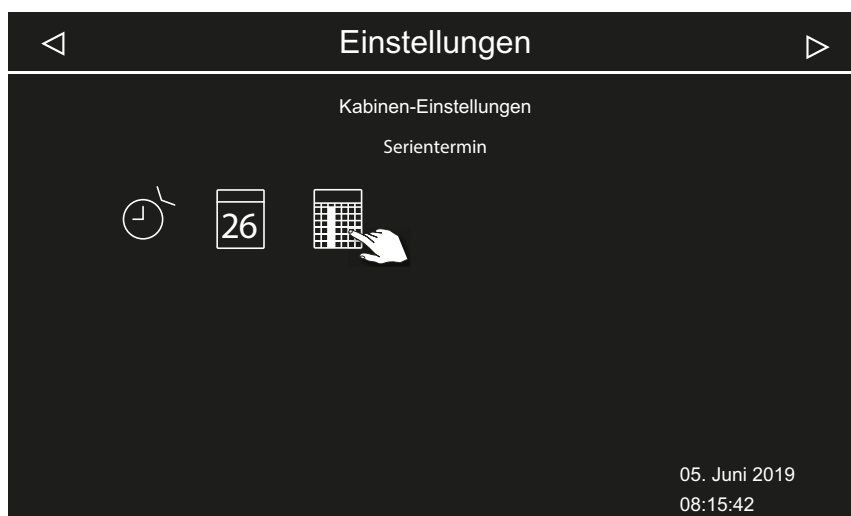 Einstellungen
Kabinen-Einstellungen
Serientermin
26
05. Juni 2019
08:15:42